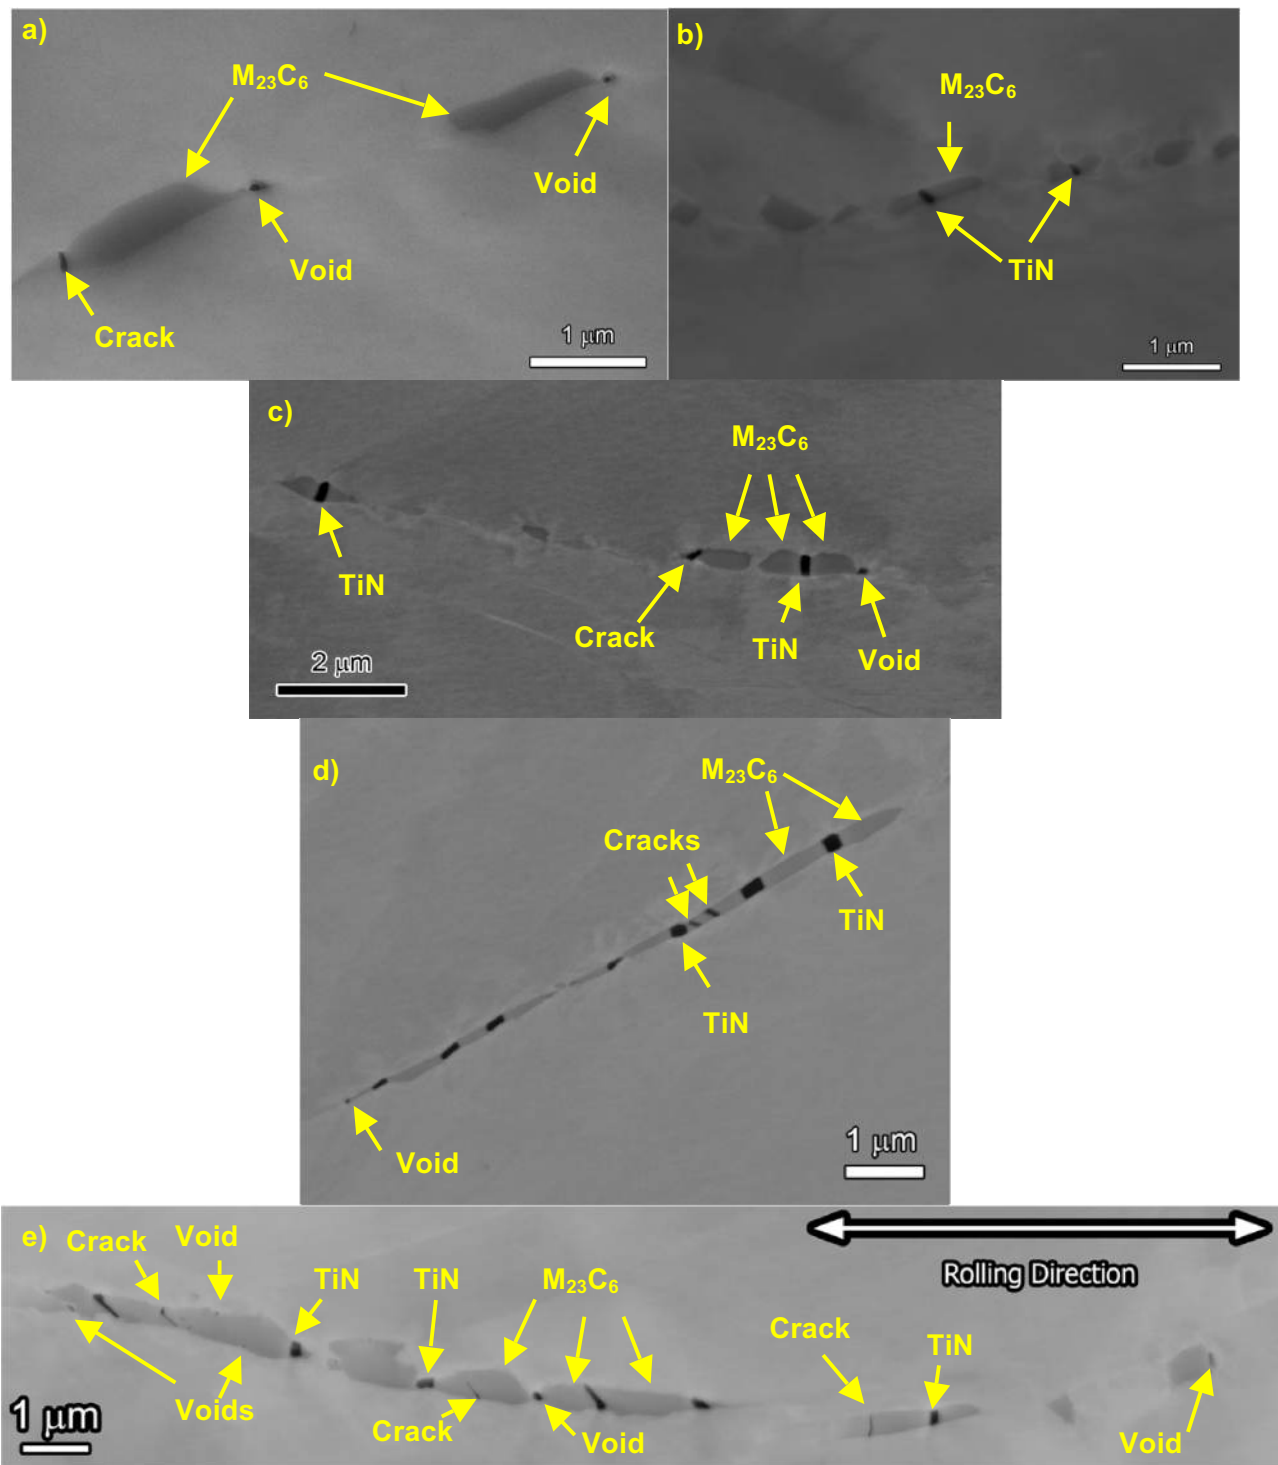 a)
M₂₃C₆
Void
Void
Crack
1 μm
b)
M₂₃C₆
TiN
1 μm
c)
M₂₃C₆
TiN
Crack
TiN
Void
2 μm
d)
M₂₃C₆
Cracks
TiN
TiN
Void
1 μm
e)
Crack
Void
TiN
TiN
M₂₃C₆
Rolling Direction
Crack
TiN
Voids
Crack
Void
Void
1 μm